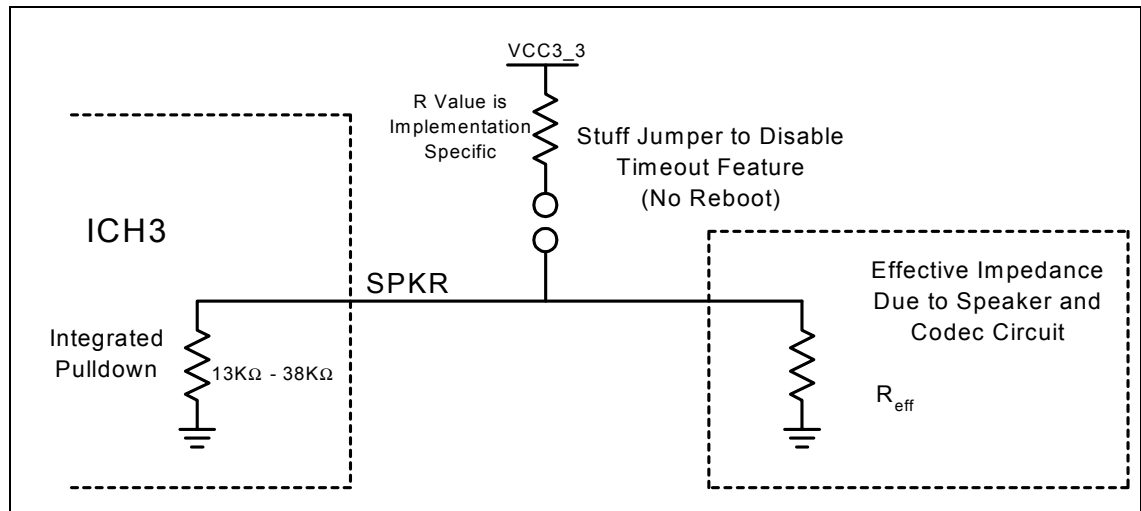 VCC3_3
R Value is
Implementation
Specific
Stuff Jumper to Disable
Timeout Feature
(No Reboot)
ICH3
SPKR
Integrated
Pulldown
13KΩ - 38KΩ
Effective Impedance
Due to Speaker and
Codec Circuit
Reff